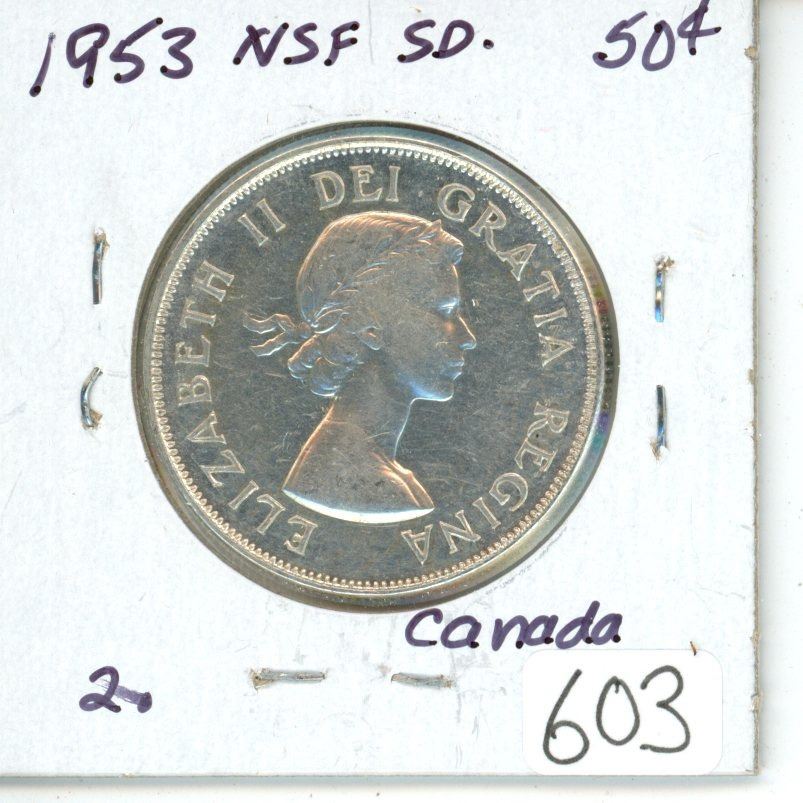 1953 NSF SD. 50¢
ELIZABETH II DEI GRATIA REGINA
Canada
2.
603